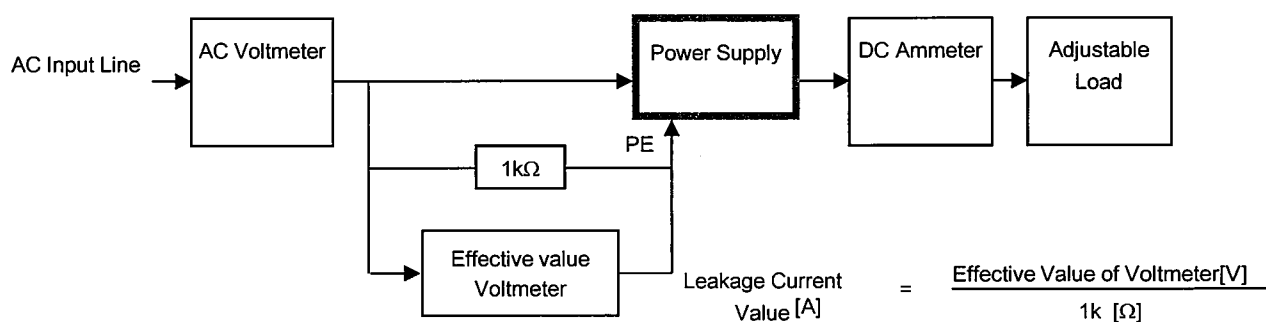 AC Input Line
AC Voltmeter
Power Supply
DC Ammeter
Adjustable
Load
PE
1kΩ
Effective value
Voltmeter
Leakage Current
Value [A]
=
Effective Value of Voltmeter[V]
1k [Ω]